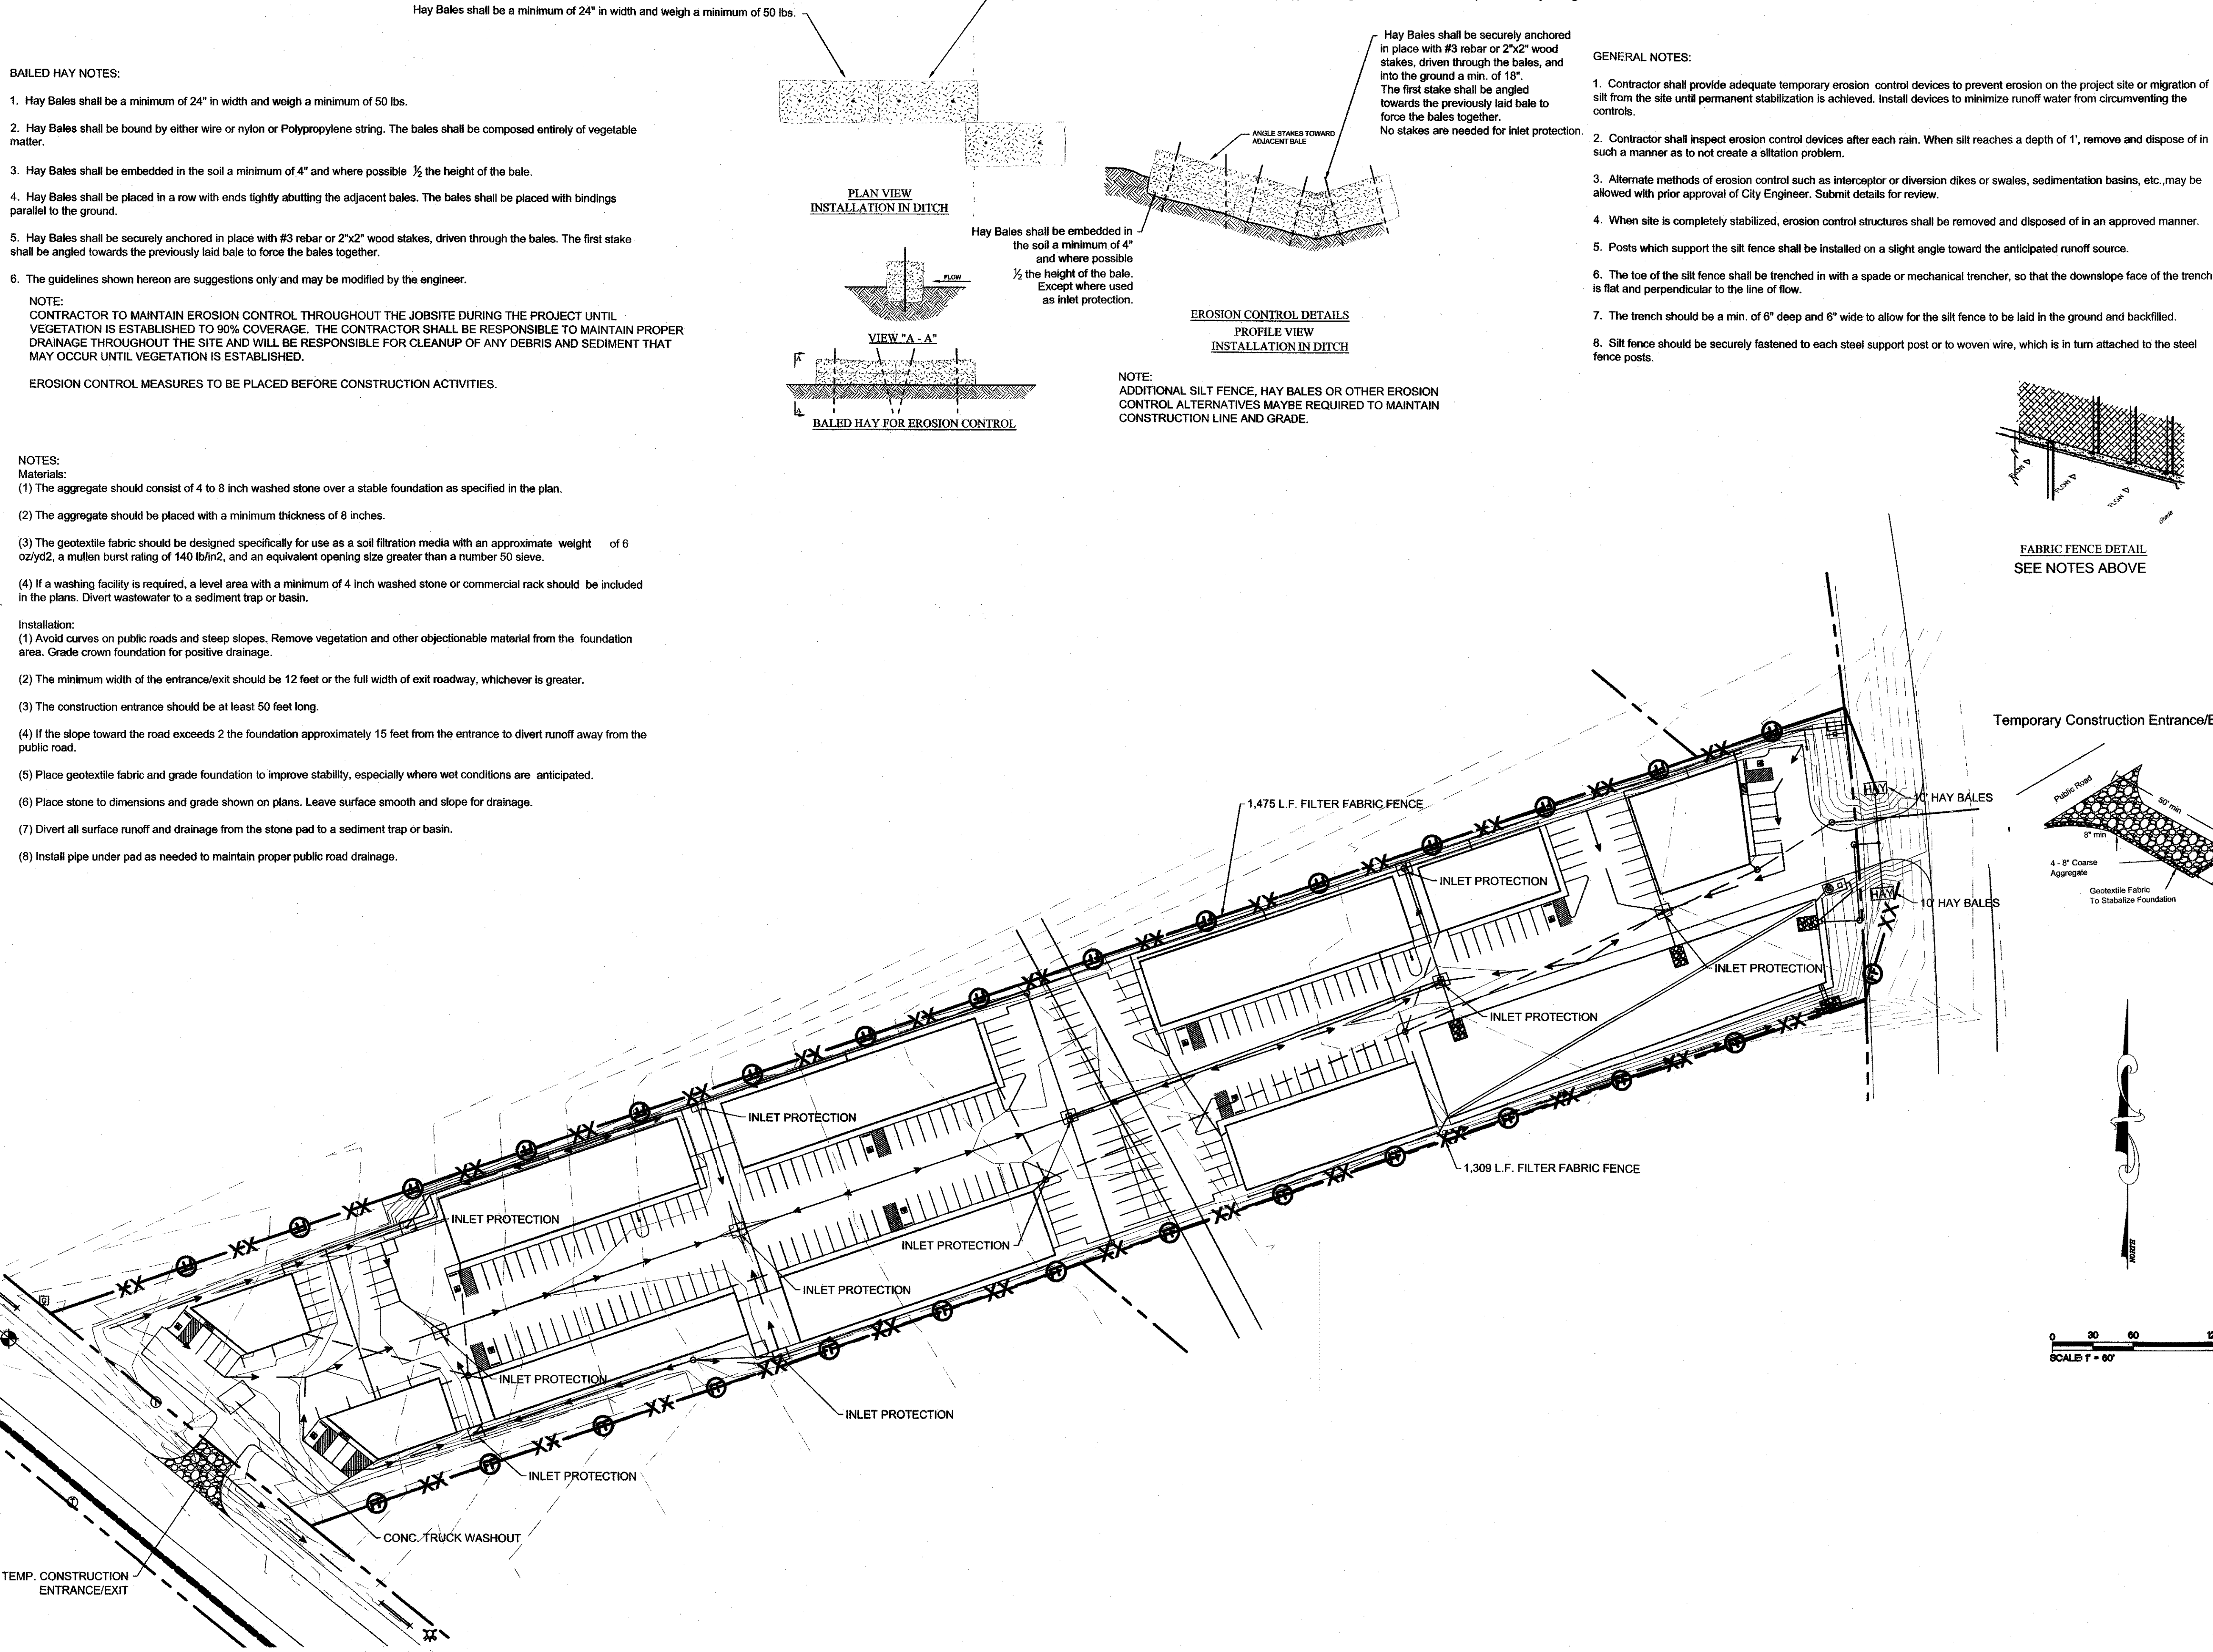 Hay Bales shall be a minimum of 24" in width and weigh a minimum of 50 lbs.
BAILED HAY NOTES:
1. Hay Bales shall be a minimum of 24" in width and weigh a minimum of 50 lbs.
2. Hay Bales shall be bound by either wire or nylon or Polypropylene string. The bales shall be composed entirely of vegetable
matter.
3. Hay Bales shall be embedded in the soil a minimum of 4" and where possible ½ the height of the bale.
4. Hay Bales shall be placed in a row with ends tightly abutting the adjacent bales. The bales shall be placed with bindings
parallel to the ground.
5. Hay Bales shall be securely anchored in place with #3 rebar or 2"x2" wood stakes, driven through the bales. The first stake
shall be angled towards the previously laid bale to force the bales together.
6. The guidelines shown hereon are suggestions only and may be modified by the engineer.
NOTE:
CONTRACTOR TO MAINTAIN EROSION CONTROL THROUGHOUT THE JOBSITE DURING THE PROJECT UNTIL
VEGETATION IS ESTABLISHED TO 90% COVERAGE. THE CONTRACTOR SHALL BE RESPONSIBLE TO MAINTAIN PROPER
DRAINAGE THROUGHOUT THE SITE AND WILL BE RESPONSIBLE FOR CLEANUP OF ANY DEBRIS AND SEDIMENT THAT
MAY OCCUR UNTIL VEGETATION IS ESTABLISHED.
EROSION CONTROL MEASURES TO BE PLACED BEFORE CONSTRUCTION ACTIVITIES.
PLAN VIEW
INSTALLATION IN DITCH
FLOW
VIEW "A - A"
A
A
BALED HAY FOR EROSION CONTROL
Hay Bales shall be securely anchored
in place with #3 rebar or 2"x2" wood
stakes, driven through the bales, and
into the ground a min. of 18".
The first stake shall be angled
towards the previously laid bale to
force the bales together.
No stakes are needed for inlet protection.
ANGLE STAKES TOWARD
ADJACENT BALE
Hay Bales shall be embedded in
the soil a minimum of 4"
and where possible
½ the height of the bale.
Except where used
as inlet protection.
EROSION CONTROL DETAILS
PROFILE VIEW
INSTALLATION IN DITCH
NOTE:
ADDITIONAL SILT FENCE, HAY BALES OR OTHER EROSION
CONTROL ALTERNATIVES MAYBE REQUIRED TO MAINTAIN
CONSTRUCTION LINE AND GRADE.
GENERAL NOTES:
1. Contractor shall provide adequate temporary erosion control devices to prevent erosion on the project site or migration of
silt from the site until permanent stabilization is achieved. Install devices to minimize runoff water from circumventing the
controls.
2. Contractor shall inspect erosion control devices after each rain. When silt reaches a depth of 1', remove and dispose of in
such a manner as to not create a siltation problem.
3. Alternate methods of erosion control such as interceptor or diversion dikes or swales, sedimentation basins, etc.,may be
allowed with prior approval of City Engineer. Submit details for review.
4. When site is completely stabilized, erosion control structures shall be removed and disposed of in an approved manner.
5. Posts which support the silt fence shall be installed on a slight angle toward the anticipated runoff source.
6. The toe of the silt fence shall be trenched in with a spade or mechanical trencher, so that the downslope face of the trench
is flat and perpendicular to the line of flow.
7. The trench should be a min. of 6" deep and 6" wide to allow for the silt fence to be laid in the ground and backfilled.
8. Silt fence should be securely fastened to each steel support post or to woven wire, which is in turn attached to the steel
fence posts.
FLOW
FLOW
FLOW
Grade
FABRIC FENCE DETAIL
SEE NOTES ABOVE
NOTES:
Materials:
(1) The aggregate should consist of 4 to 8 inch washed stone over a stable foundation as specified in the plan.
(2) The aggregate should be placed with a minimum thickness of 8 inches.
(3) The geotextile fabric should be designed specifically for use as a soil filtration media with an approximate weight of 6
oz/yd2, a mullen burst rating of 140 lb/in2, and an equivalent opening size greater than a number 50 sieve.
(4) If a washing facility is required, a level area with a minimum of 4 inch washed stone or commercial rack should be included
in the plans. Divert wastewater to a sediment trap or basin.
Installation:
(1) Avoid curves on public roads and steep slopes. Remove vegetation and other objectionable material from the foundation
area. Grade crown foundation for positive drainage.
(2) The minimum width of the entrance/exit should be 12 feet or the full width of exit roadway, whichever is greater.
(3) The construction entrance should be at least 50 feet long.
(4) If the slope toward the road exceeds 2 the foundation approximately 15 feet from the entrance to divert runoff away from the
public road.
(5) Place geotextile fabric and grade foundation to improve stability, especially where wet conditions are anticipated.
(6) Place stone to dimensions and grade shown on plans. Leave surface smooth and slope for drainage.
(7) Divert all surface runoff and drainage from the stone pad to a sediment trap or basin.
(8) Install pipe under pad as needed to maintain proper public road drainage.
Temporary Construction Entrance/E
Public Road
50' min
8" min
4 - 8" Coarse
Aggregate
Geotextile Fabric
To Stabalize Foundation
1,475 L.F. FILTER FABRIC FENCE
HAY
10' HAY BALES
INLET PROTECTION
HAY
10' HAY BALES
INLET PROTECTION
INLET PROTECTION
INLET PROTECTION
1,309 L.F. FILTER FABRIC FENCE
INLET PROTECTION
INLET PROTECTION
INLET PROTECTION
INLET PROTECTION
INLET PROTECTION
INLET PROTECTION
CONC. TRUCK WASHOUT
TEMP. CONSTRUCTION
ENTRANCE/EXIT
NORTH
0 30 60
SCALE: 1" = 60'